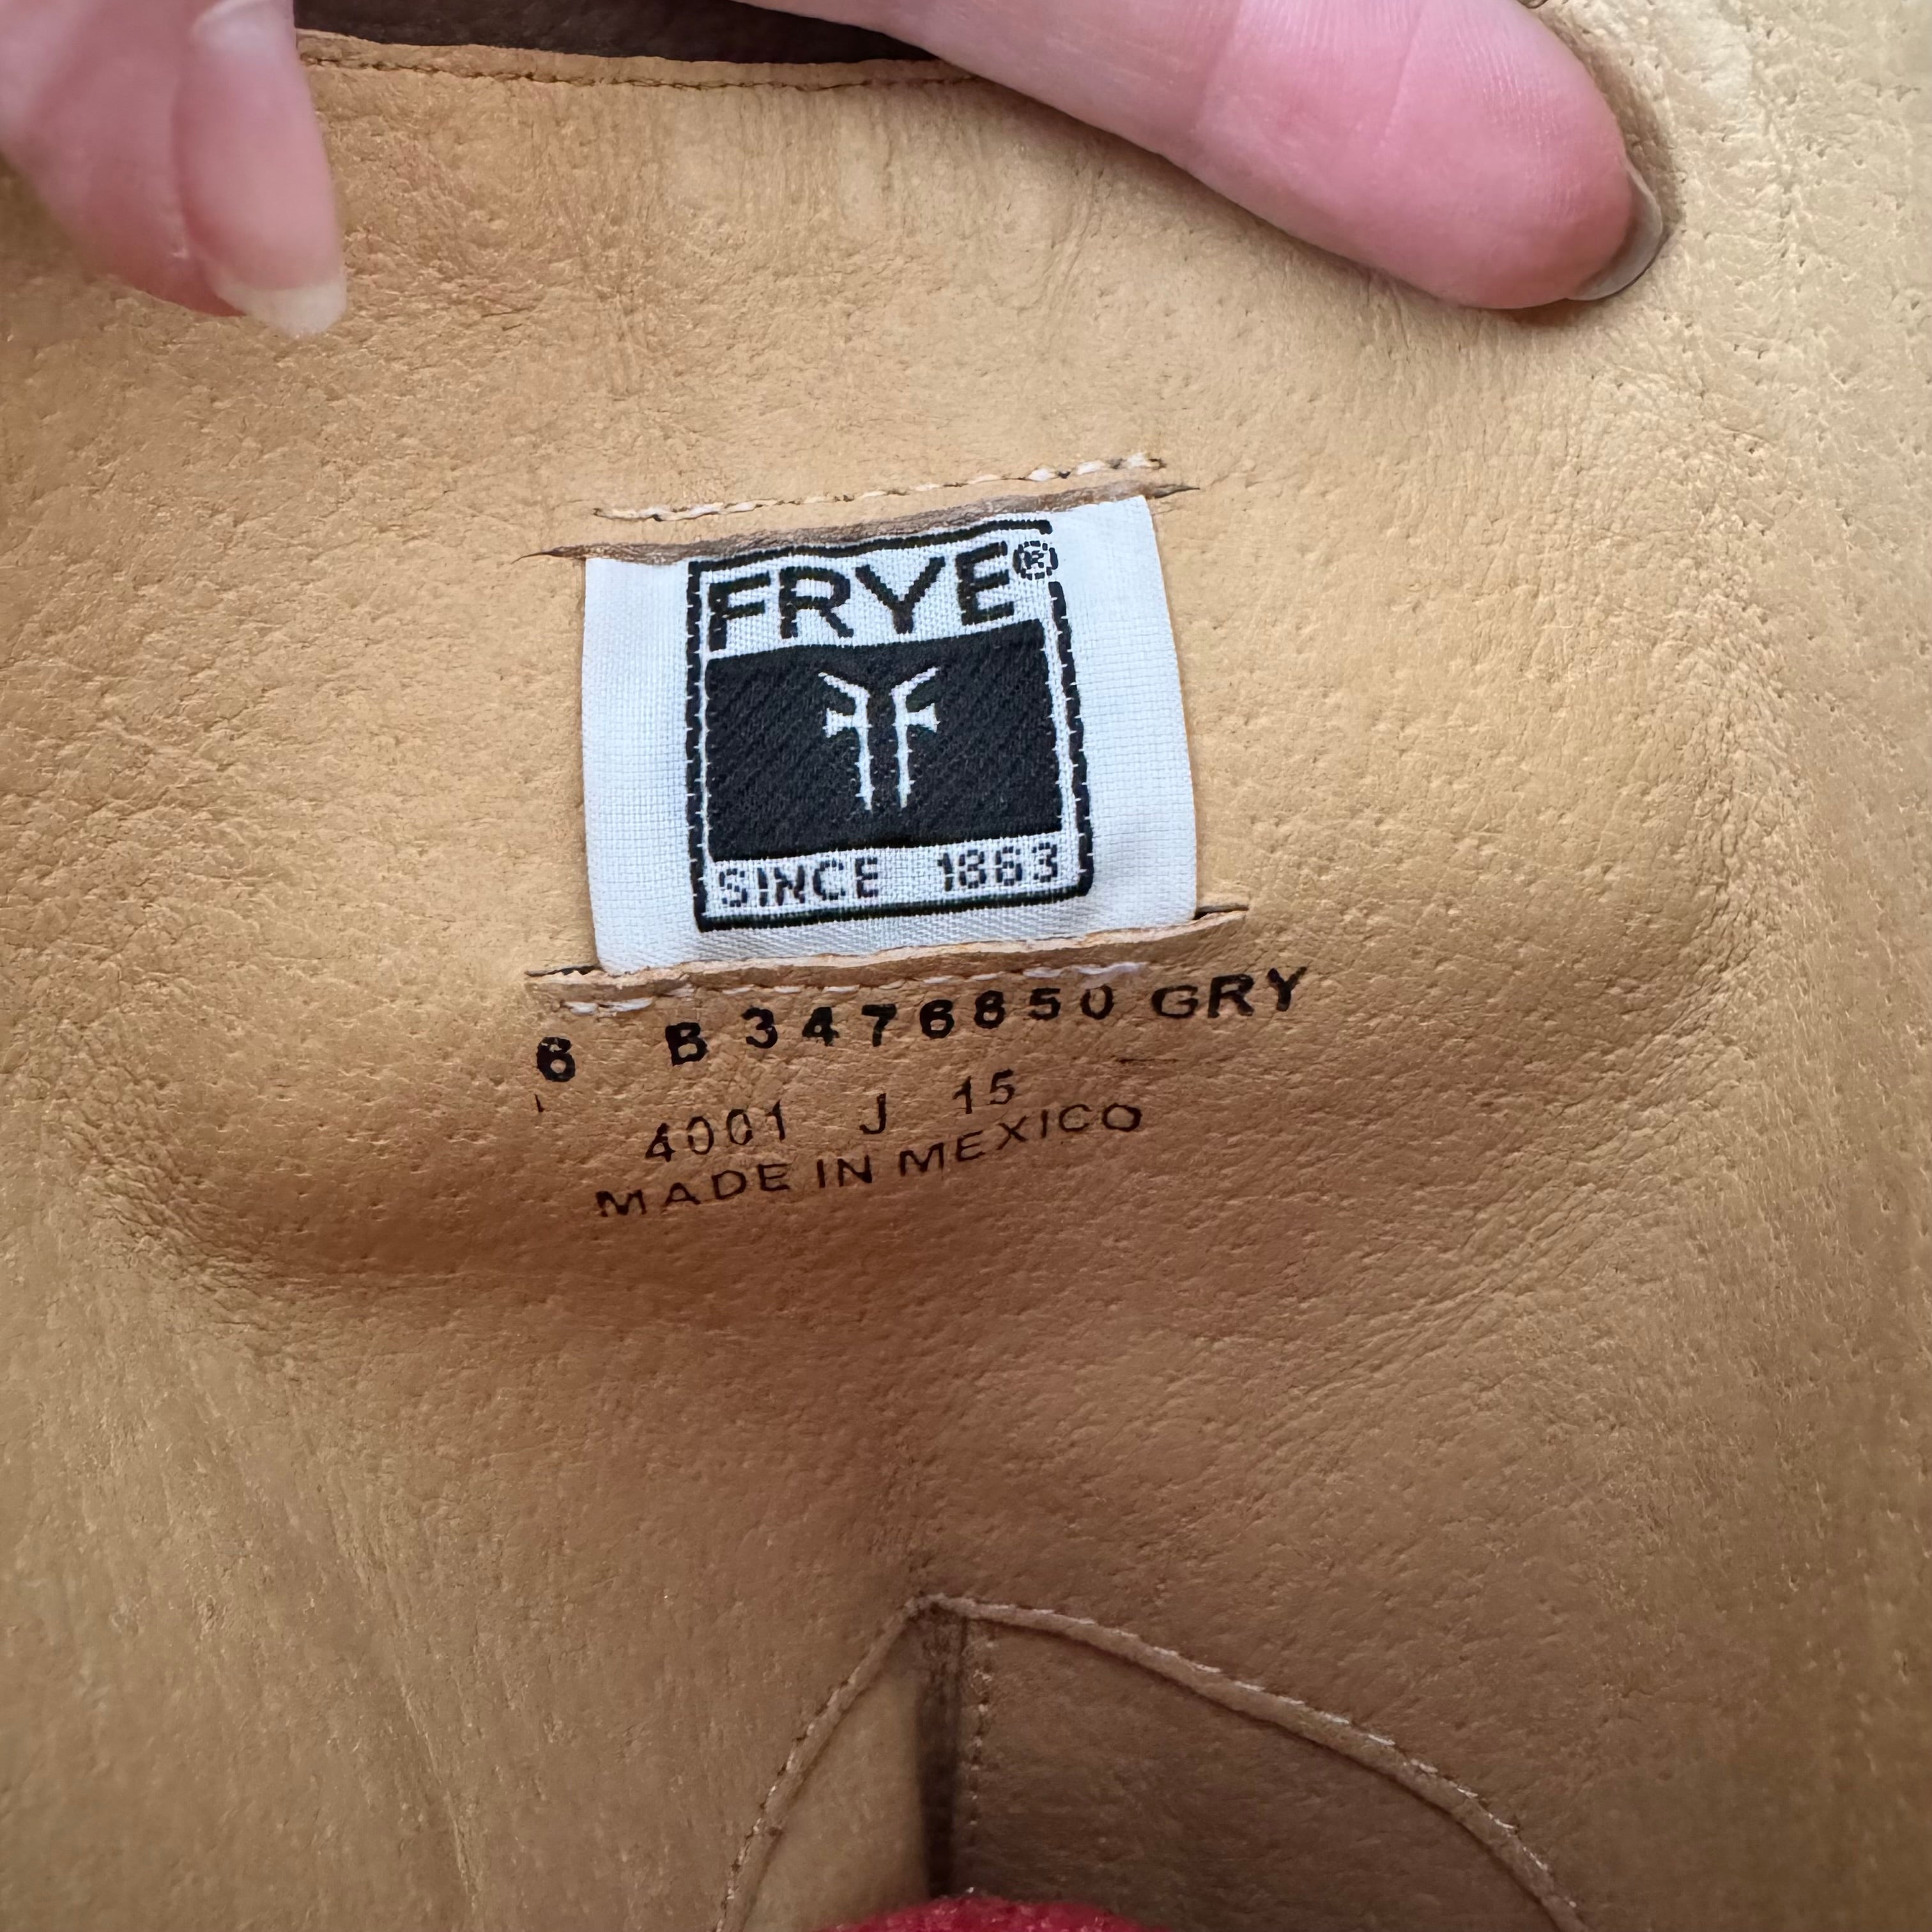 FRYE®
SINCE 1863
6 B 3476850 GRY
4001 J 15
MADE IN MEXICO